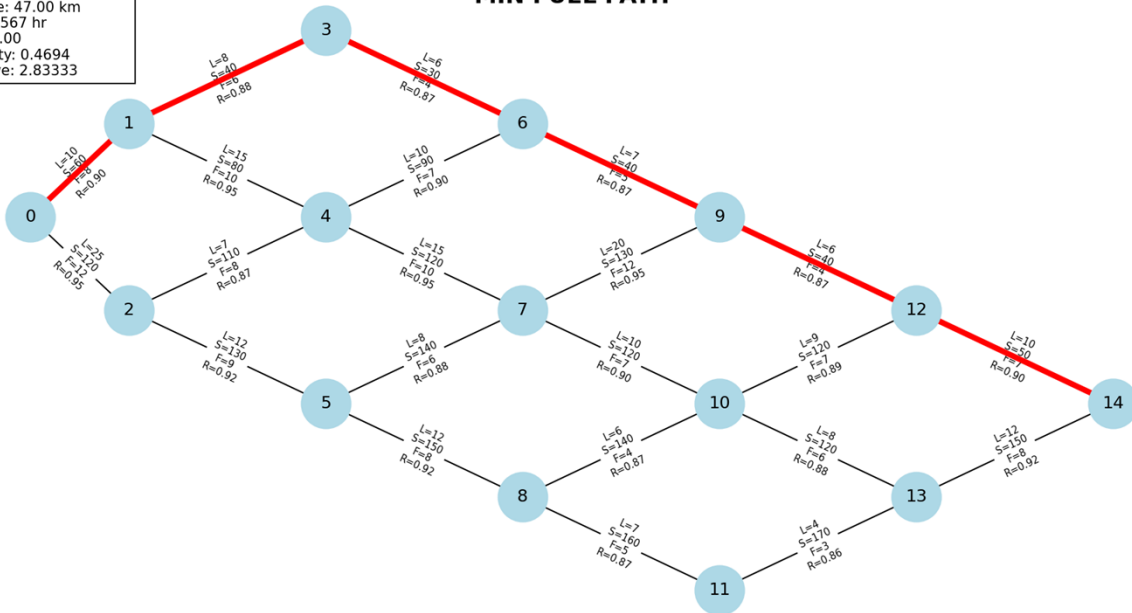 e: 47.00 km
567 hr
.00
ty: 0.4694
e: 2.83333
MIN FUEL PATH
3
L=8
S=40
F=6
R=0.88
L=6
S=30
F=4
R=0.87
1
6
L=10
S=60
F=8
R=0.90
L=15
S=80
F=10
R=0.95
L=10
S=90
F=7
R=0.90
L=7
S=40
F=5
R=0.87
0
4
9
L=25
S=120
F=12
R=0.95
L=7
S=110
F=8
R=0.87
L=15
S=120
F=10
R=0.95
L=20
S=130
F=12
R=0.95
L=6
S=40
F=4
R=0.87
2
7
12
L=12
S=130
F=9
R=0.92
L=8
S=140
F=6
R=0.88
L=10
S=120
F=7
R=0.90
L=9
S=120
F=7
R=0.89
L=10
S=50
F=7
R=0.90
5
10
14
L=12
S=150
F=8
R=0.92
L=6
S=140
F=4
R=0.87
L=8
S=120
F=6
R=0.88
L=12
S=150
F=8
R=0.92
8
13
L=7
S=160
F=5
R=0.87
L=4
S=170
F=3
R=0.86
11